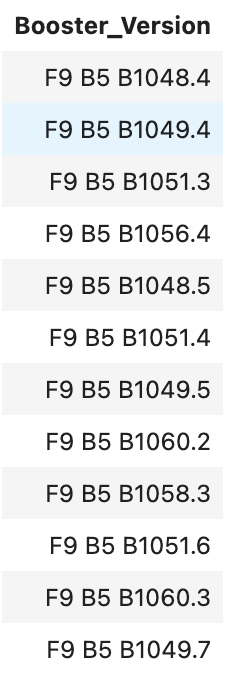 Booster_Version
F9 B5 B1048.4
F9 B5 B1049.4
F9 B5 B1051.3
F9 B5 B1056.4
F9 B5 B1048.5
F9 B5 B1051.4
F9 B5 B1049.5
F9 B5 B1060.2
F9 B5 B1058.3
F9 B5 B1051.6
F9 B5 B1060.3
F9 B5 B1049.7